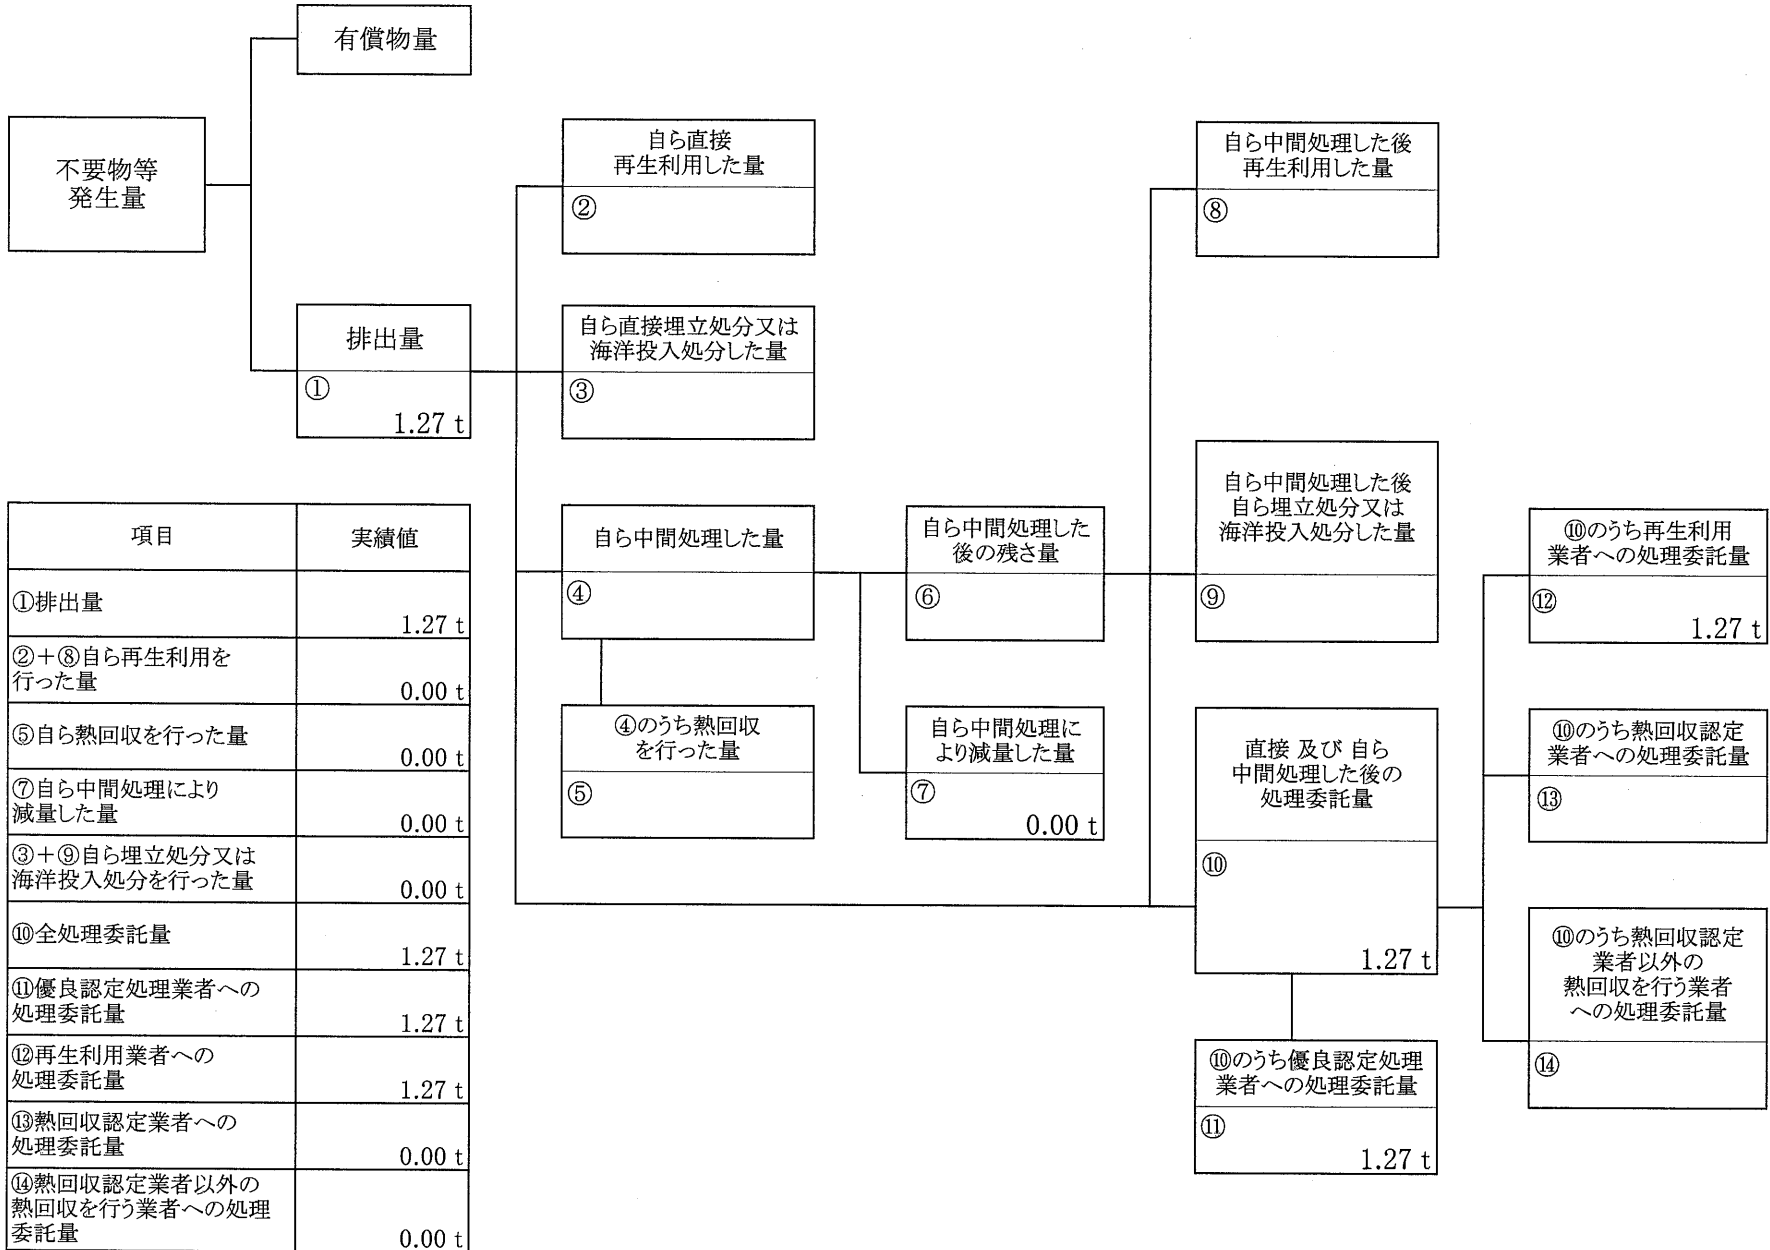 有償物量
不要物等
発生量
排出量
①
1.27 t
自ら直接
再生利用した量
②
自ら直接埋立処分又は
海洋投入処分した量
③
自ら中間処理した量
④
④のうち熱回収
を行った量
⑤
自ら中間処理した
後の残さ量
⑥
自ら中間処理に
より減量した量
⑦
0.00 t
自ら中間処理した後
再生利用した量
⑧
自ら中間処理した後
自ら埋立処分又は
海洋投入処分した量
⑨
直接 及び 自ら
中間処理した後の
処理委託量
⑩
1.27 t
⑩のうち優良認定処理
業者への処理委託量
⑪
1.27 t
⑩のうち再生利用
業者への処理委託量
⑫
1.27 t
⑩のうち熱回収認定
業者への処理委託量
⑬
⑩のうち熱回収認定
業者以外の
熱回収を行う業者
への処理委託量
⑭
項目 実績値
①排出量
1.27 t
②+⑧自ら再生利用を
行った量
0.00 t
⑤自ら熱回収を行った量
0.00 t
⑦自ら中間処理により
減量した量
0.00 t
③+⑨自ら埋立処分又は
海洋投入処分を行った量
0.00 t
⑩全処理委託量
1.27 t
⑪優良認定処理業者への
処理委託量
1.27 t
⑫再生利用業者への
処理委託量
1.27 t
⑬熱回収認定業者への
処理委託量
0.00 t
⑭熱回収認定業者以外の
熱回収を行う業者への処理
委託量
0.00 t